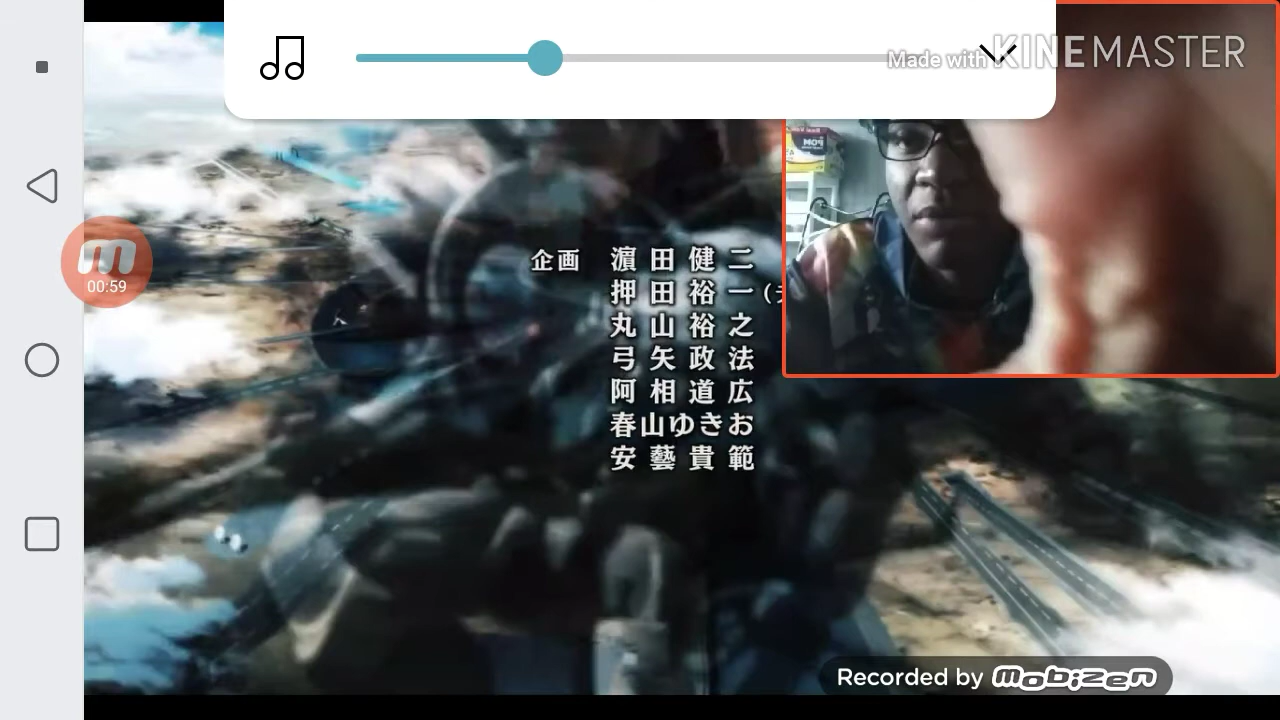 Made with KINEMASTER
00:59
企画 濵田健二
押田裕一(テ
丸山裕之
弓矢政法
阿相道広
春山ゆきお
安藝貴範
Recorded by mobizen